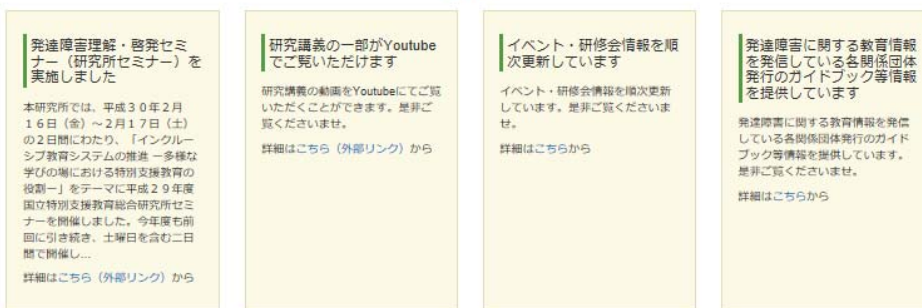 発達障害理解・啓発セミ
ナー（研究所セミナー）を
実施しました
本研究所では、平成３０年２月
１６日（金）～２月１７日（土）
の２日間にわたり、「インクルー
シブ教育システムの推進 ー多様な
学びの場における特別支援教育の
役割ー」をテーマに平成２９年度
国立特別支援教育総合研究所セミ
ナーを開催しました。今年度も前
回に引き続き、土曜日を含む二日
間で開催し...
詳細はこちら（外部リンク）から
研究講義の一部がYoutube
でご覧いただけます
研究講義の動画をYoutubeにてご覧
いただくことができます。是非ご
覧くださいませ。
詳細はこちら（外部リンク）から
イベント・研修会情報を順
次更新しています
イベント・研修会情報を順次更新
しています。是非ご覧くださいま
せ。
詳細はこちらから
発達障害に関する教育情報
を発信している各関係団体
発行のガイドブック等情報
を提供しています
発達障害に関する教育情報を発信
している各関係団体発行のガイド
ブック等情報を提供しています。
是非ご覧くださいませ。
詳細はこちらから